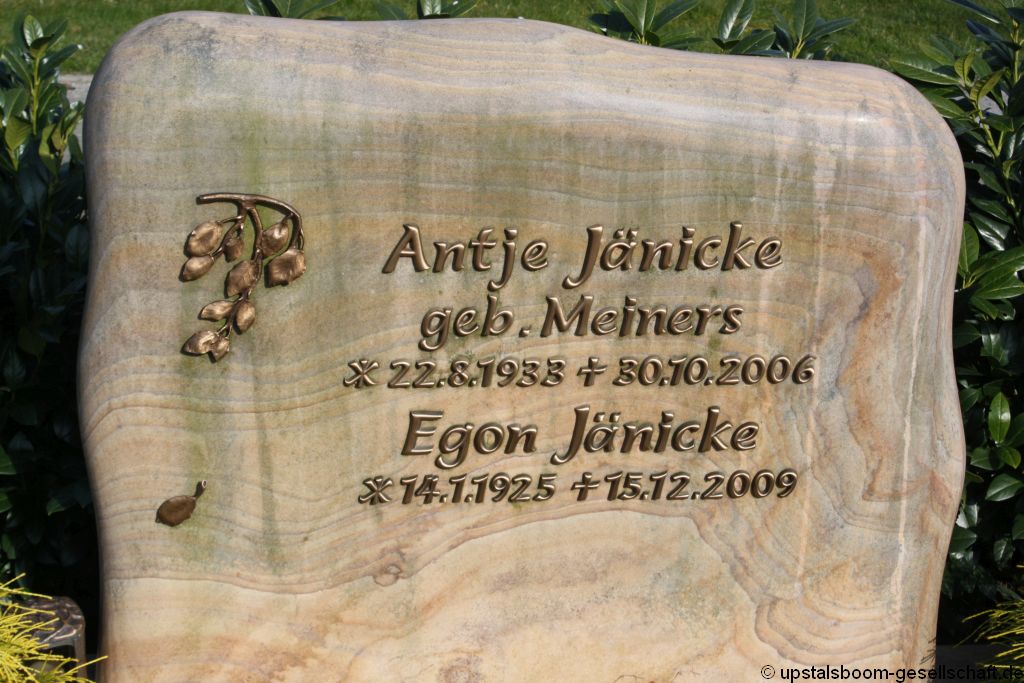 Antje Jänicke
geb. Meiners
* 22.8.1933 † 30.10.2006
Egon Jänicke
* 14.1.1925 † 15.12.2009
© upstalsboom-gesellschaft.de